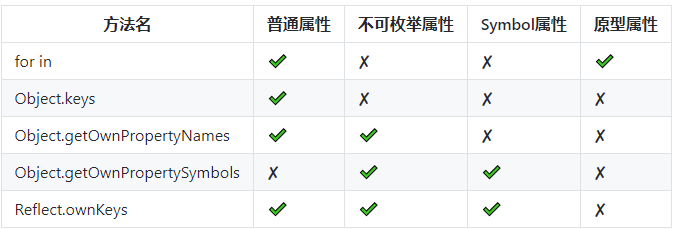 方法名 普通属性 不可枚举属性 Symbol属性 原型属性
for in ✔ ✗ ✗ ✔
Object.keys ✔ ✗ ✗ ✗
Object.getOwnPropertyNames ✔ ✔ ✗ ✗
Object.getOwnPropertySymbols ✗ ✔ ✔ ✗
Reflect.ownKeys ✔ ✔ ✔ ✗